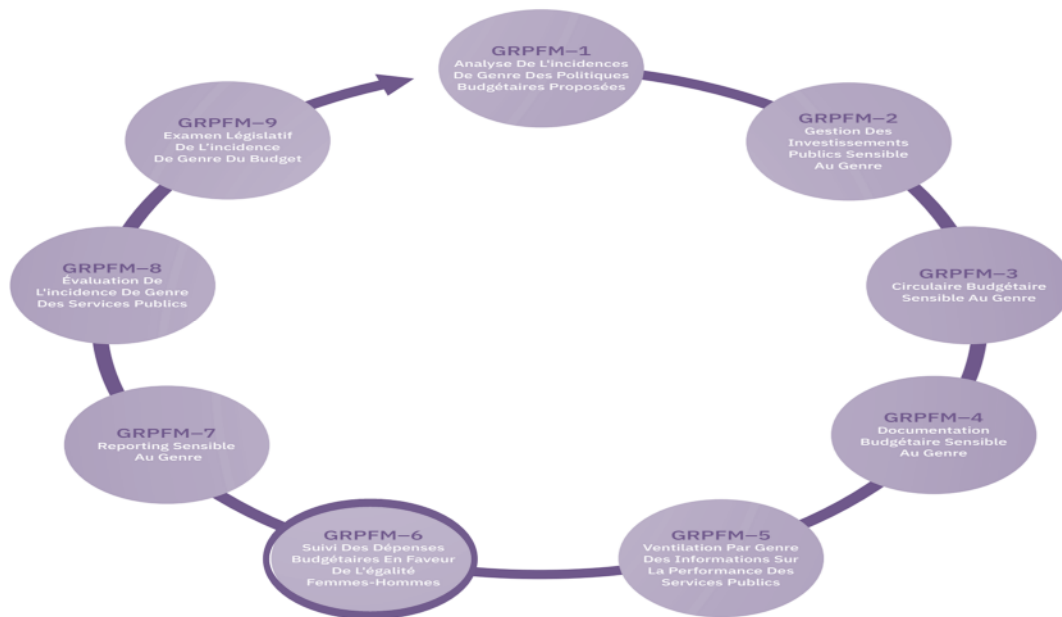 GRPFM–1
Analyse De L'incidences
De Genre Des Politiques
Budgétaires Proposées
GRPFM–2
Gestion Des
Investissements
Publics Sensible
Au Genre
GRPFM–3
Circulaire Budgétaire
Sensible Au Genre
GRPFM–4
Documentation
Budgétaire Sensible
Au Genre
GRPFM–5
Ventilation Par Genre
Des Informations Sur
La Performance Des
Services Publics
GRPFM–6
Suivi Des Dépenses
Budgétaires En Faveur
De L'égalité
Femmes-Hommes
GRPFM–7
Reporting Sensible
Au Genre
GRPFM–8
Évaluation De
L'incidence De Genre
Des Services Publics
GRPFM–9
Examen Législatif
De L'incidence
De Genre Du Budget